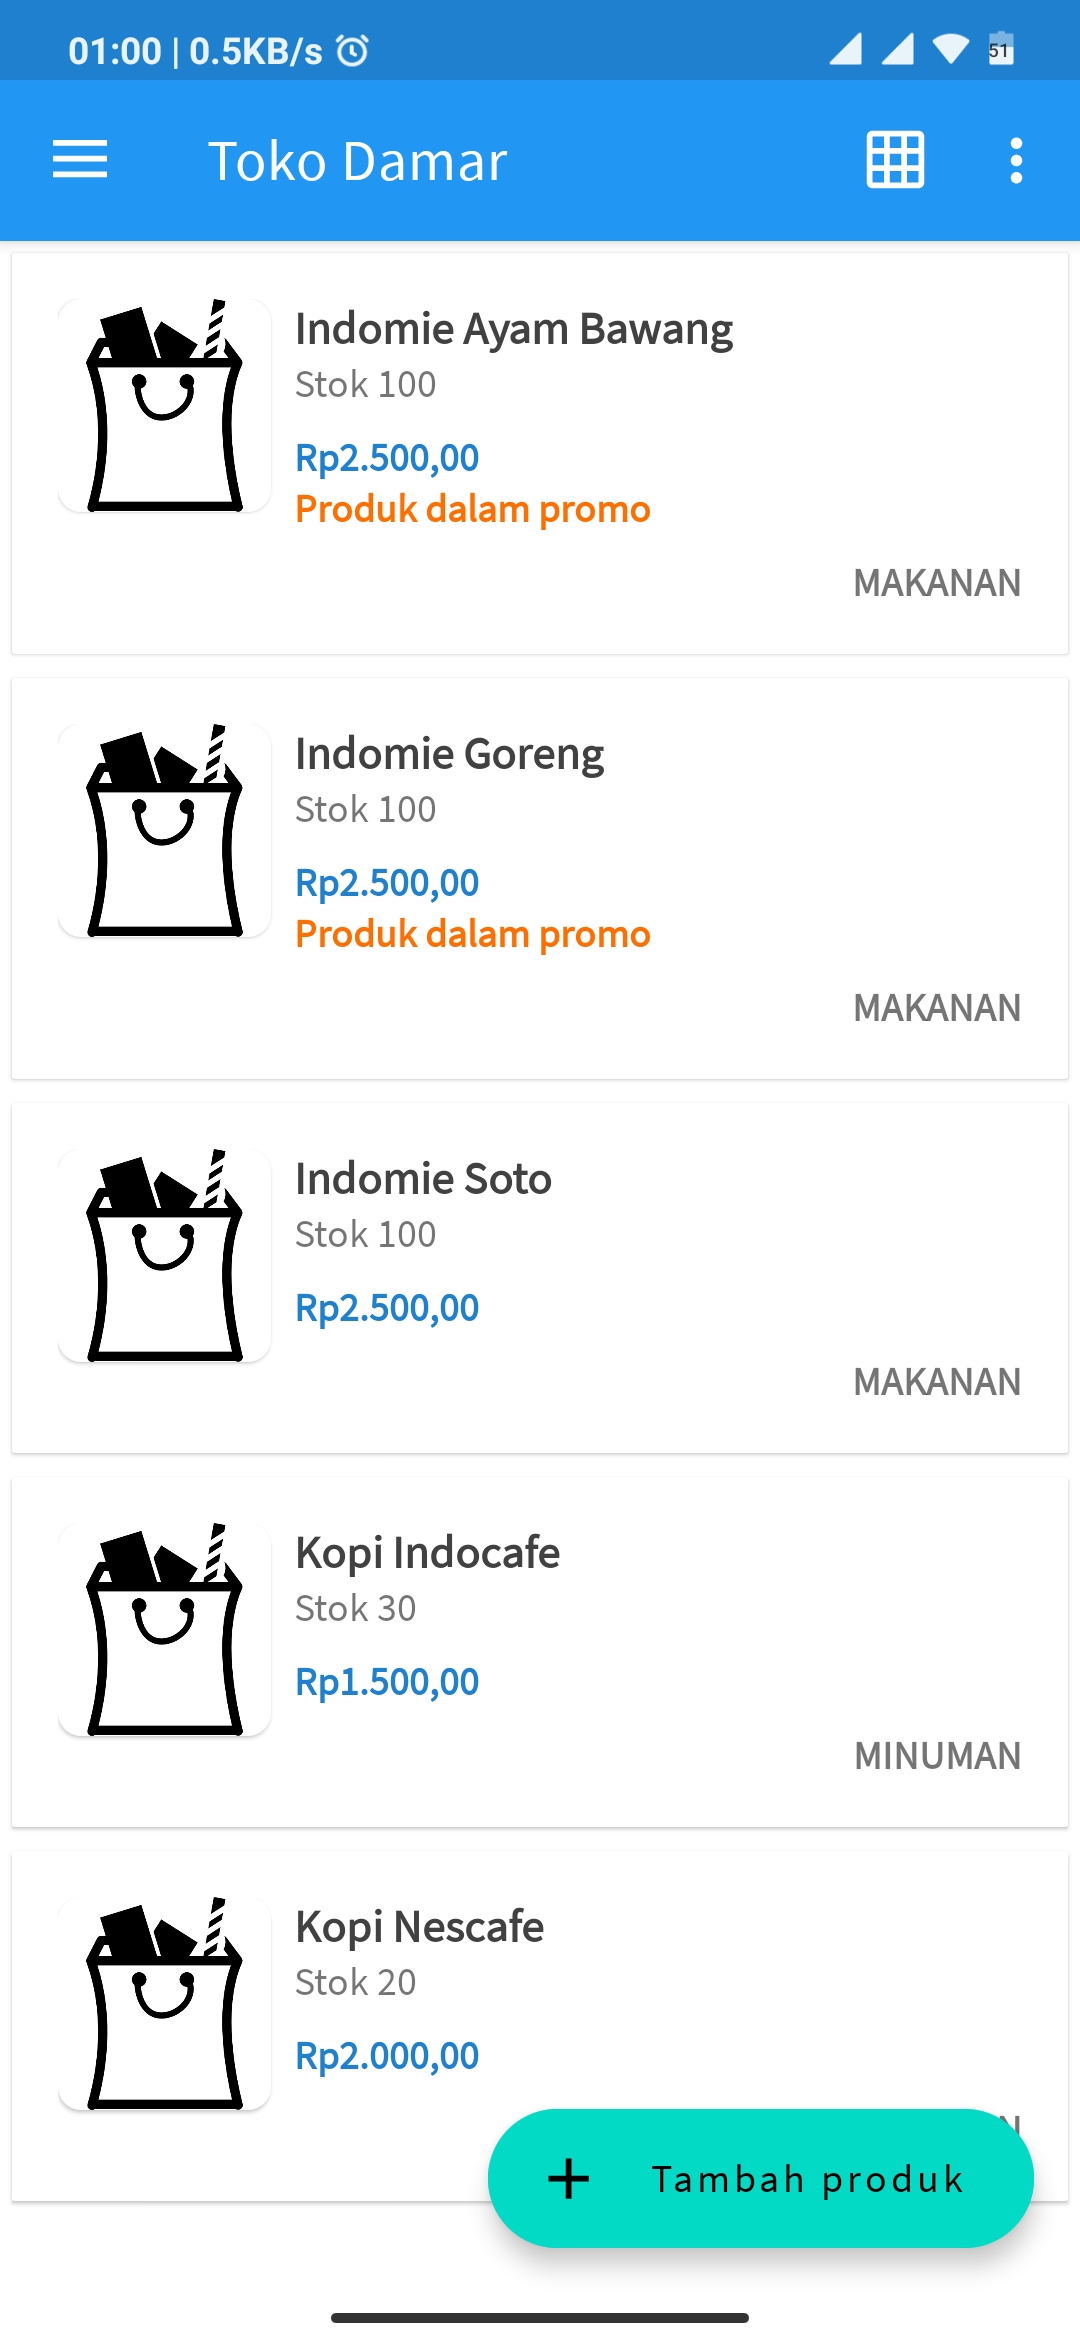 01:00 | 0.5KB/s
51
Toko Damar
Indomie Ayam Bawang
Stok 100
Rp2.500,00
Produk dalam promo
MAKANAN
Indomie Goreng
Stok 100
Rp2.500,00
Produk dalam promo
MAKANAN
Indomie Soto
Stok 100
Rp2.500,00
MAKANAN
Kopi Indocafe
Stok 30
Rp1.500,00
MINUMAN
Kopi Nescafe
Stok 20
Rp2.000,00
Tambah produk